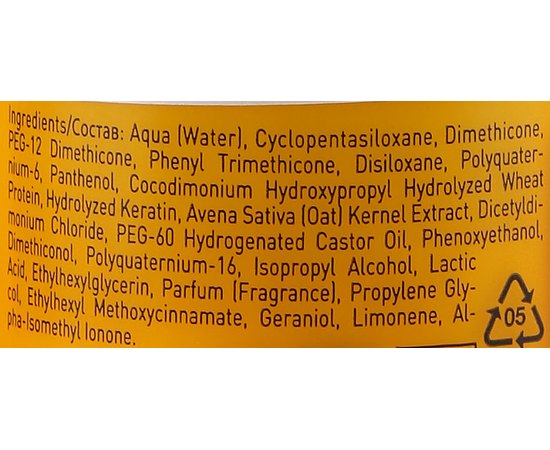 Ingredients/Состав: Aqua (Water), Cyclopentasiloxane, Dimethicone,
PEG-12 Dimethicone, Phenyl Trimethicone, Disiloxane, Polyquater-
nium-6, Panthenol, Cocodimonium Hydroxypropyl Hydrolyzed Wheat
Protein, Hydrolyzed Keratin, Avena Sativa (Oat) Kernel Extract, Dicetyldi-
monium Chloride, PEG-60 Hydrogenated Castor Oil, Phenoxyethanol,
Dimethiconol, Polyquaternium-16, Isopropyl Alcohol, Lactic
Acid, Ethylhexylglycerin, Parfum (Fragrance), Propylene Gly-
col, Ethylhexyl Methoxycinnamate, Geraniol, Limonene, Al-
pha-Isomethyl Ionone.
05